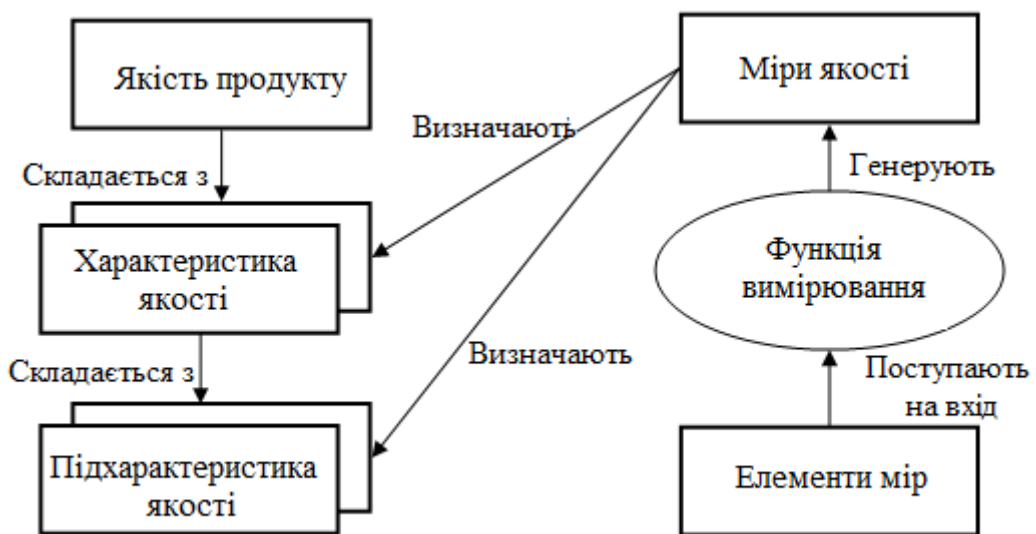 Якість продукту
Міри якості
Визначають
Складається з
Генерують
Характеристика
якості
Функція
вимірювання
Складається з
Визначають
Поступають
на вхід
Підхарактеристика
якості
Елементи мір